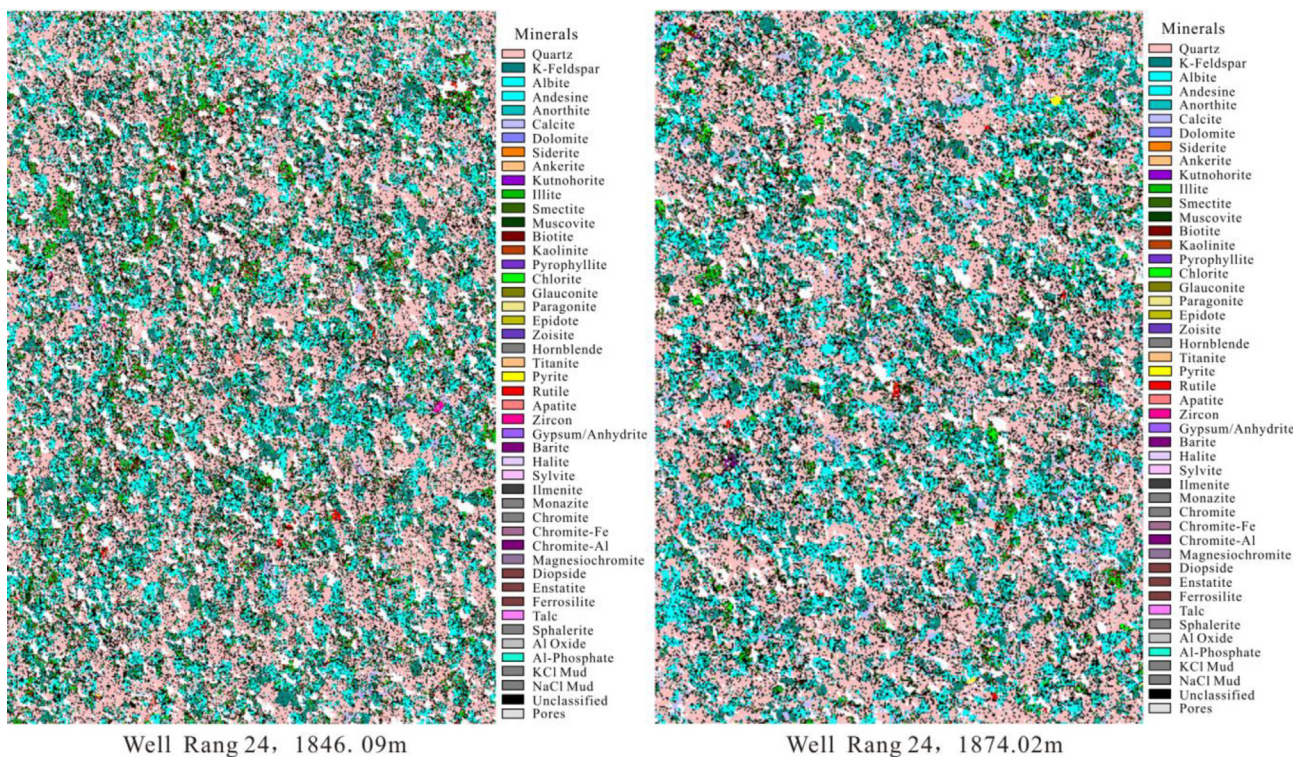 Minerals
Quartz
K-Feldspar
Albite
Andesine
Anorthite
Calcite
Dolomite
Siderite
Ankerite
Kutnohorite
Illite
Smectite
Muscovite
Biotite
Kaolinite
Pyrophyllite
Chlorite
Glauconite
Paragonite
Epidote
Zoisite
Hornblende
Titanite
Pyrite
Rutile
Apatite
Zircon
Gypsum/Anhydrite
Barite
Halite
Sylvite
Ilmenite
Monazite
Chromite
Chromite-Fe
Chromite-Al
Magnesiochromite
Diopside
Enstatite
Ferrosilite
Talc
Sphalerite
Al Oxide
Al-Phosphate
KCl Mud
NaCl Mud
Unclassified
Pores
Well Rang 24, 1846. 09m
Minerals
Quartz
K-Feldspar
Albite
Andesine
Anorthite
Calcite
Dolomite
Siderite
Ankerite
Kutnohorite
Illite
Smectite
Muscovite
Biotite
Kaolinite
Pyrophyllite
Chlorite
Glauconite
Paragonite
Epidote
Zoisite
Hornblende
Titanite
Pyrite
Rutile
Apatite
Zircon
Gypsum/Anhydrite
Barite
Halite
Sylvite
Ilmenite
Monazite
Chromite
Chromite-Fe
Chromite-Al
Magnesiochromite
Diopside
Enstatite
Ferrosilite
Talc
Sphalerite
Al Oxide
Al-Phosphate
KCl Mud
NaCl Mud
Unclassified
Pores
Well Rang 24, 1874.02m